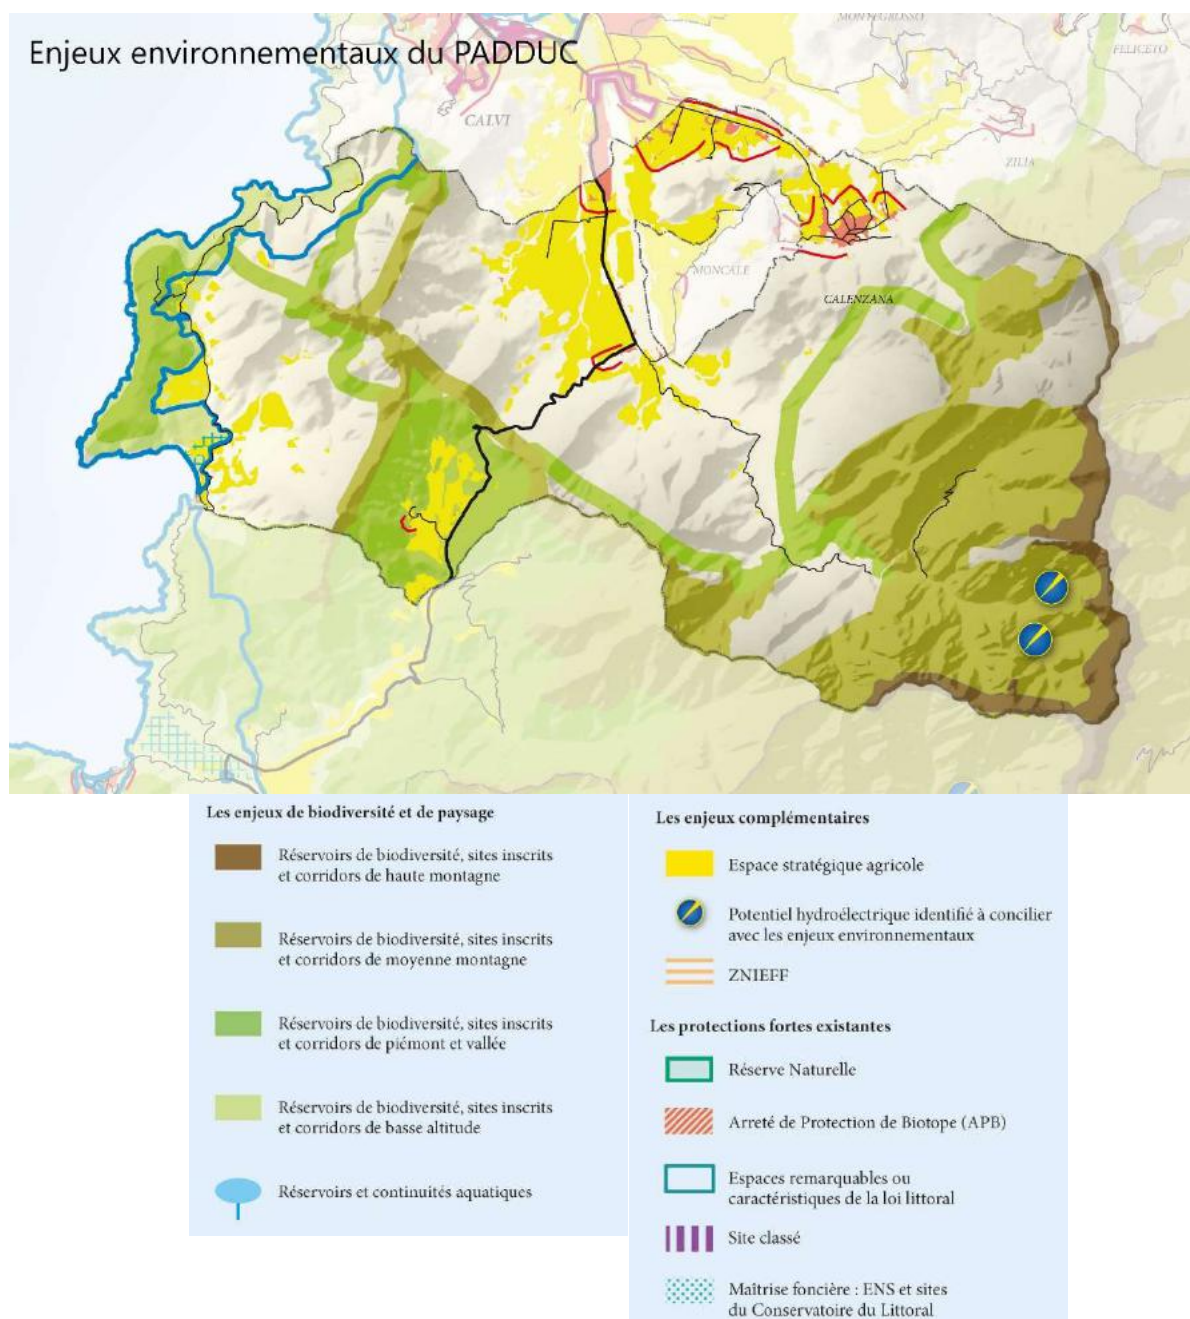 Enjeux environnementaux du PADDUC
MONTEGROSSO
FELICETO
CALVI
ZILIA
MONCALE
CALENZANA
Les enjeux de biodiversité et de paysage
Réservoirs de biodiversité, sites inscrits
et corridors de haute montagne
Réservoirs de biodiversité, sites inscrits
et corridors de moyenne montagne
Réservoirs de biodiversité, sites inscrits
et corridors de piémont et vallée
Réservoirs de biodiversité, sites inscrits
et corridors de basse altitude
Réservoirs et continuités aquatiques
Les enjeux complémentaires
Espace stratégique agricole
Potentiel hydroélectrique identifié à concilier
avec les enjeux environnementaux
ZNIEFF
Les protections fortes existantes
Réserve Naturelle
Arreté de Protection de Biotope (APB)
Espaces remarquables ou
caractéristiques de la loi littoral
Site classé
Maîtrise foncière : ENS et sites
du Conservatoire du Littoral